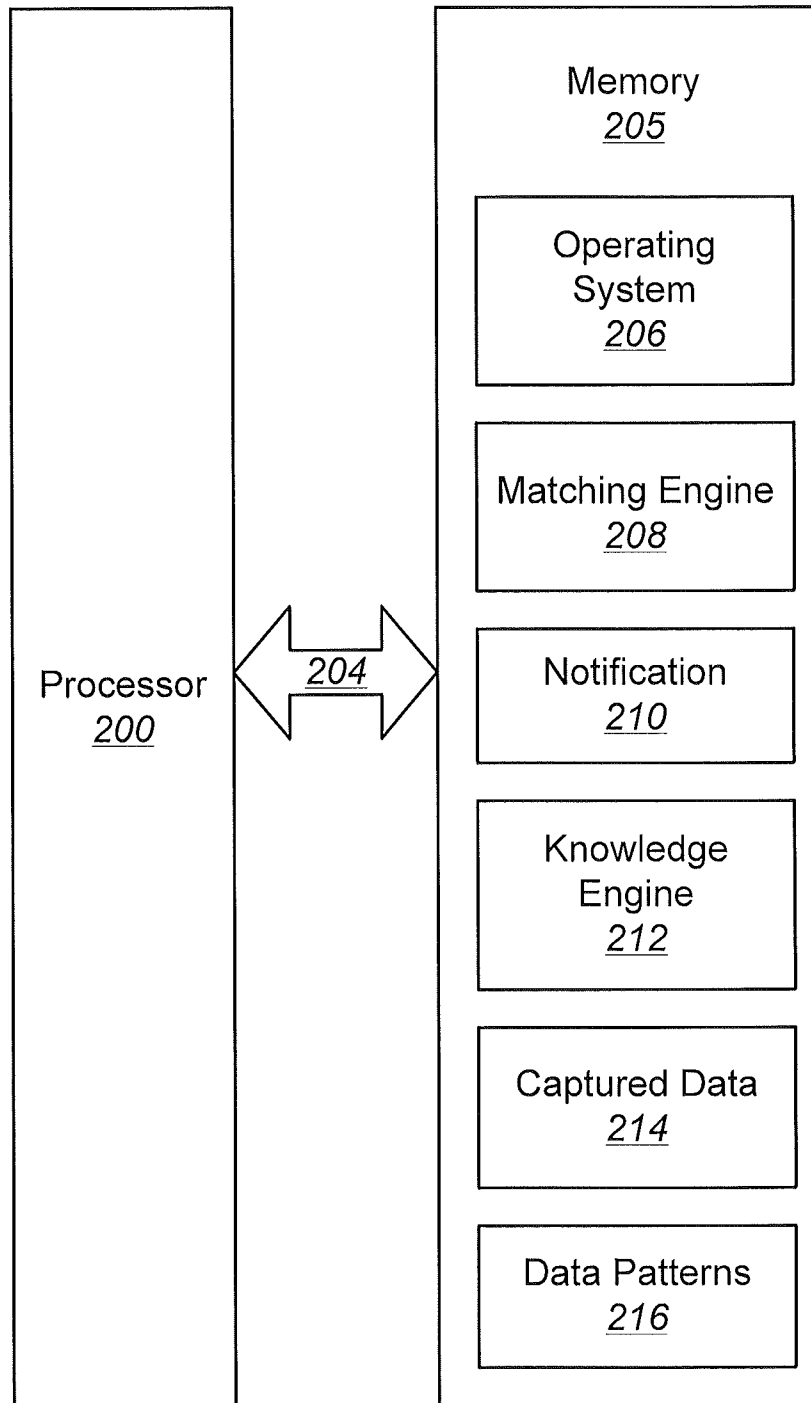 Processor
200
204
Memory
205
Operating
System
206
Matching Engine
208
Notification
210
Knowledge
Engine
212
Captured Data
214
Data Patterns
216